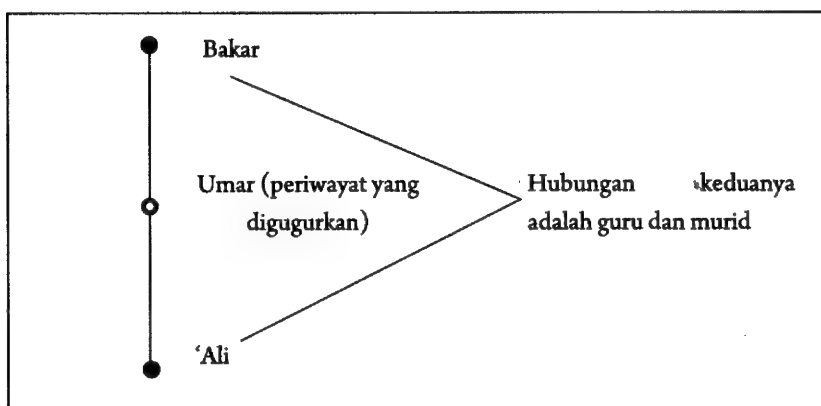 Bakar
Umar (periwayat yang
digugurkan)
Hubungan keduanya
adalah guru dan murid
‘Ali